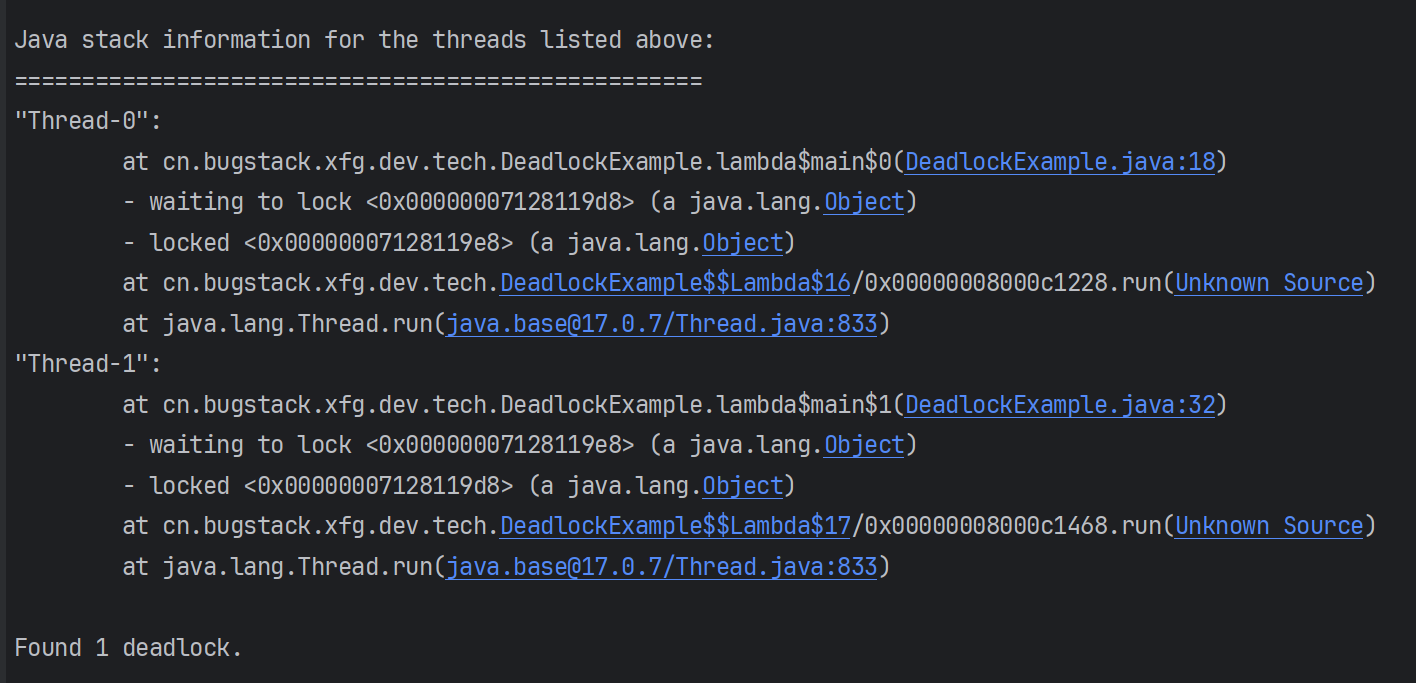 Java stack information for the threads listed above:
===================================================
"Thread-0":
        at cn.bugstack.xfg.dev.tech.DeadlockExample.lambda$main$0(DeadlockExample.java:18)
        - waiting to lock <0x00000007128119d8> (a java.lang.Object)
        - locked <0x00000007128119e8> (a java.lang.Object)
        at cn.bugstack.xfg.dev.tech.DeadlockExample$$Lambda$16/0x00000008000c1228.run(Unknown Source)
        at java.lang.Thread.run(java.base@17.0.7/Thread.java:833)
"Thread-1":
        at cn.bugstack.xfg.dev.tech.DeadlockExample.lambda$main$1(DeadlockExample.java:32)
        - waiting to lock <0x00000007128119e8> (a java.lang.Object)
        - locked <0x00000007128119d8> (a java.lang.Object)
        at cn.bugstack.xfg.dev.tech.DeadlockExample$$Lambda$17/0x00000008000c1468.run(Unknown Source)
        at java.lang.Thread.run(java.base@17.0.7/Thread.java:833)

Found 1 deadlock.